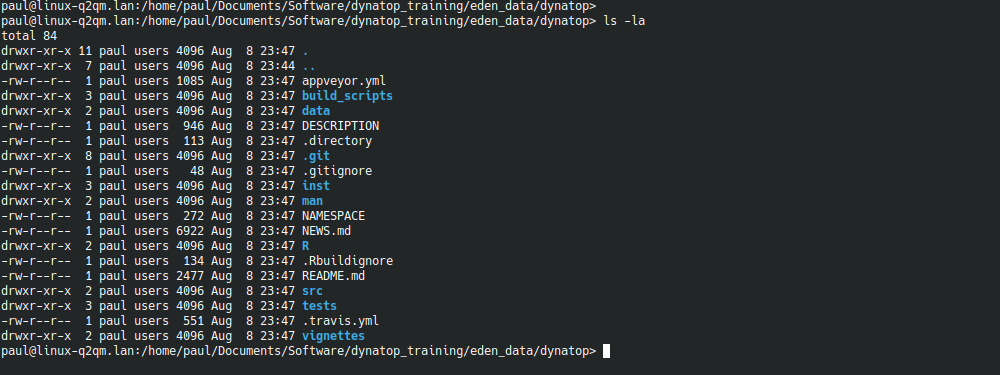 paul@linux-q2qm.lan:/home/paul/Documents/Software/dynatop_training/eden_data/dynatop>
paul@linux-q2qm.lan:/home/paul/Documents/Software/dynatop_training/eden_data/dynatop> ls -la
total 84
drwxr-xr-x 11 paul users 4096 Aug  8 23:47 .
drwxr-xr-x  7 paul users 4096 Aug  8 23:44 ..
-rw-r--r--  1 paul users 1085 Aug  8 23:47 appveyor.yml
drwxr-xr-x  3 paul users 4096 Aug  8 23:47 build_scripts
drwxr-xr-x  2 paul users 4096 Aug  8 23:47 data
-rw-r--r--  1 paul users  946 Aug  8 23:47 DESCRIPTION
-rw-r--r--  1 paul users  113 Aug  8 23:47 .directory
drwxr-xr-x  8 paul users 4096 Aug  8 23:47 .git
-rw-r--r--  1 paul users   48 Aug  8 23:47 .gitignore
drwxr-xr-x  3 paul users 4096 Aug  8 23:47 inst
drwxr-xr-x  2 paul users 4096 Aug  8 23:47 man
-rw-r--r--  1 paul users  272 Aug  8 23:47 NAMESPACE
-rw-r--r--  1 paul users 6922 Aug  8 23:47 NEWS.md
drwxr-xr-x  2 paul users 4096 Aug  8 23:47 R
-rw-r--r--  1 paul users  134 Aug  8 23:47 .Rbuildignore
-rw-r--r--  1 paul users 2477 Aug  8 23:47 README.md
drwxr-xr-x  2 paul users 4096 Aug  8 23:47 src
drwxr-xr-x  3 paul users 4096 Aug  8 23:47 tests
-rw-r--r--  1 paul users  551 Aug  8 23:47 .travis.yml
drwxr-xr-x  2 paul users 4096 Aug  8 23:47 vignettes
paul@linux-q2qm.lan:/home/paul/Documents/Software/dynatop_training/eden_data/dynatop>